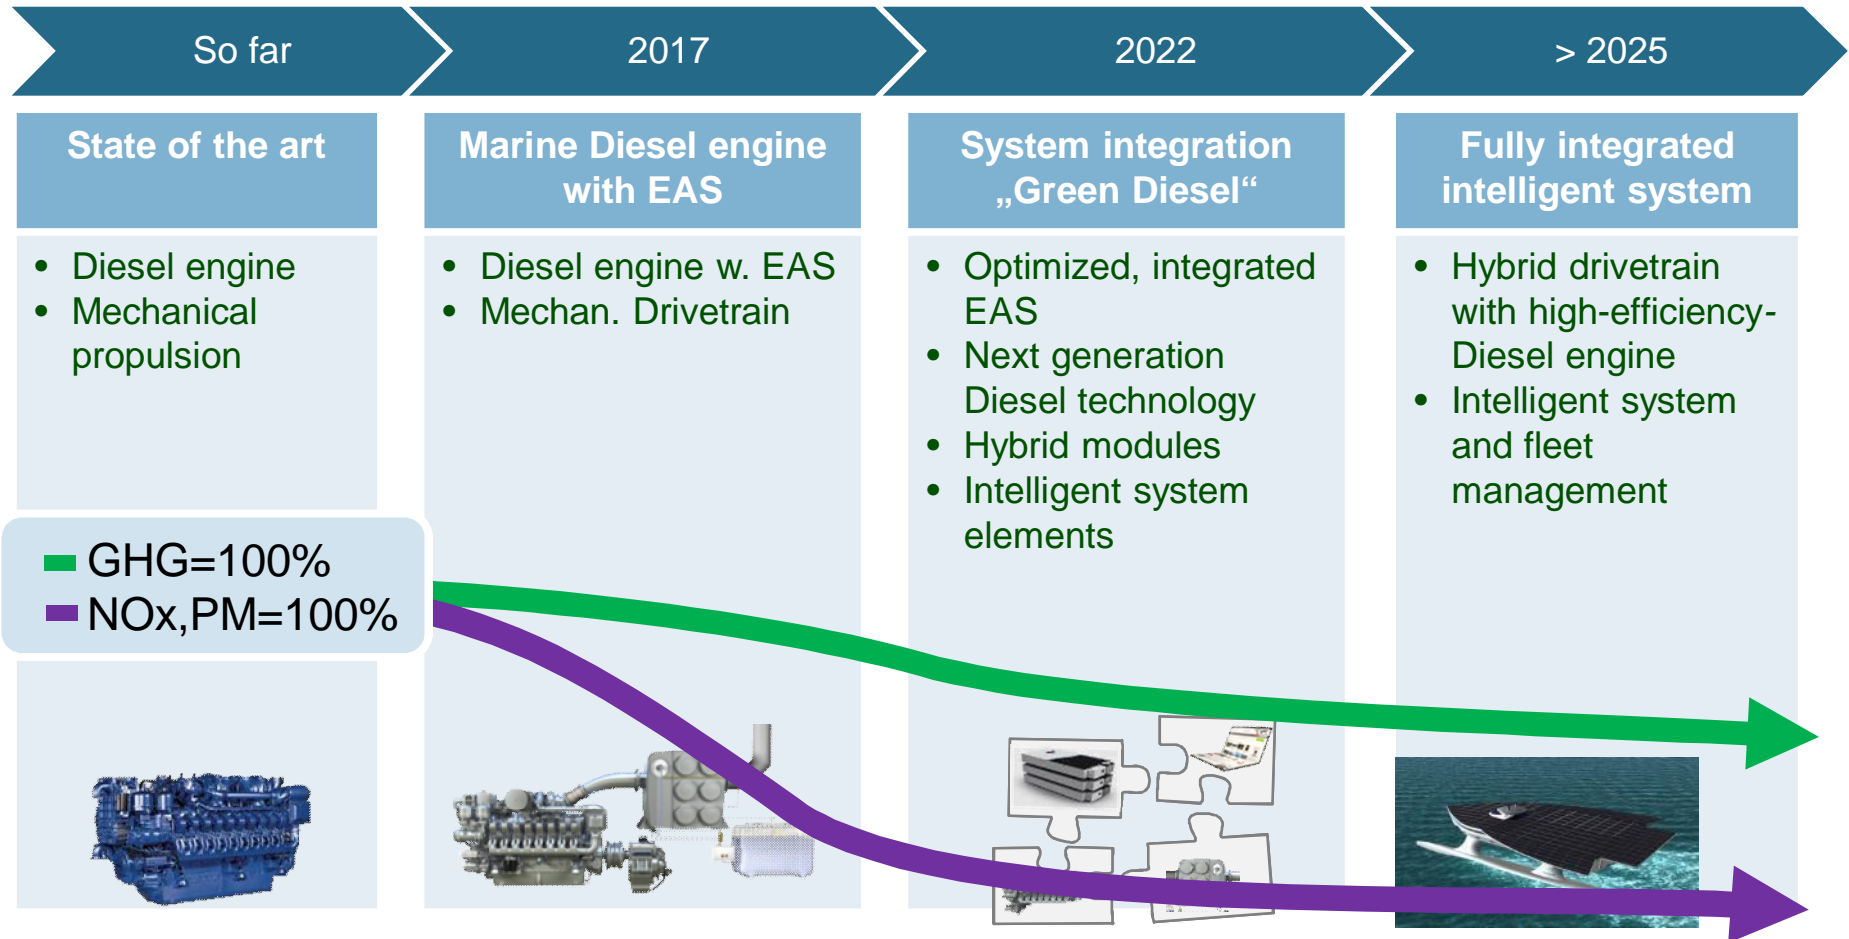 So far
2017
2022
> 2025
State of the art
Marine Diesel engine
with EAS
System integration
„Green Diesel“
Fully integrated
intelligent system
• Diesel engine
• Mechanical
propulsion
• Diesel engine w. EAS
• Mechan. Drivetrain
• Optimized, integrated
EAS
• Next generation
Diesel technology
• Hybrid modules
• Intelligent system
elements
• Hybrid drivetrain
with high-efficiency-
Diesel engine
• Intelligent system
and fleet
management
GHG=100%
NOx,PM=100%